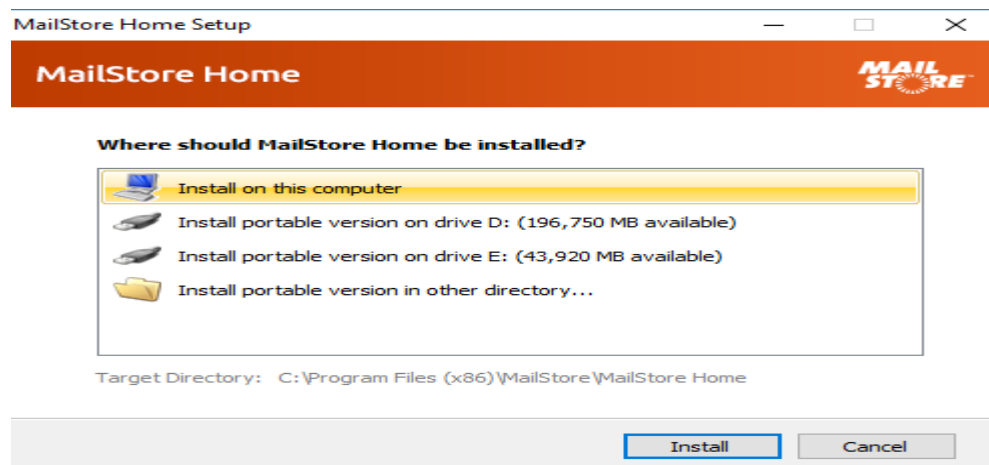 MailStore Home Setup
MailStore Home
MAIL
STORE
Where should MailStore Home be installed?
Install on this computer
Install portable version on drive D: (196,750 MB available)
Install portable version on drive E: (43,920 MB available)
Install portable version in other directory...
Target Directory: C:\Program Files (x86)\MailStore\MailStore Home
Install Cancel